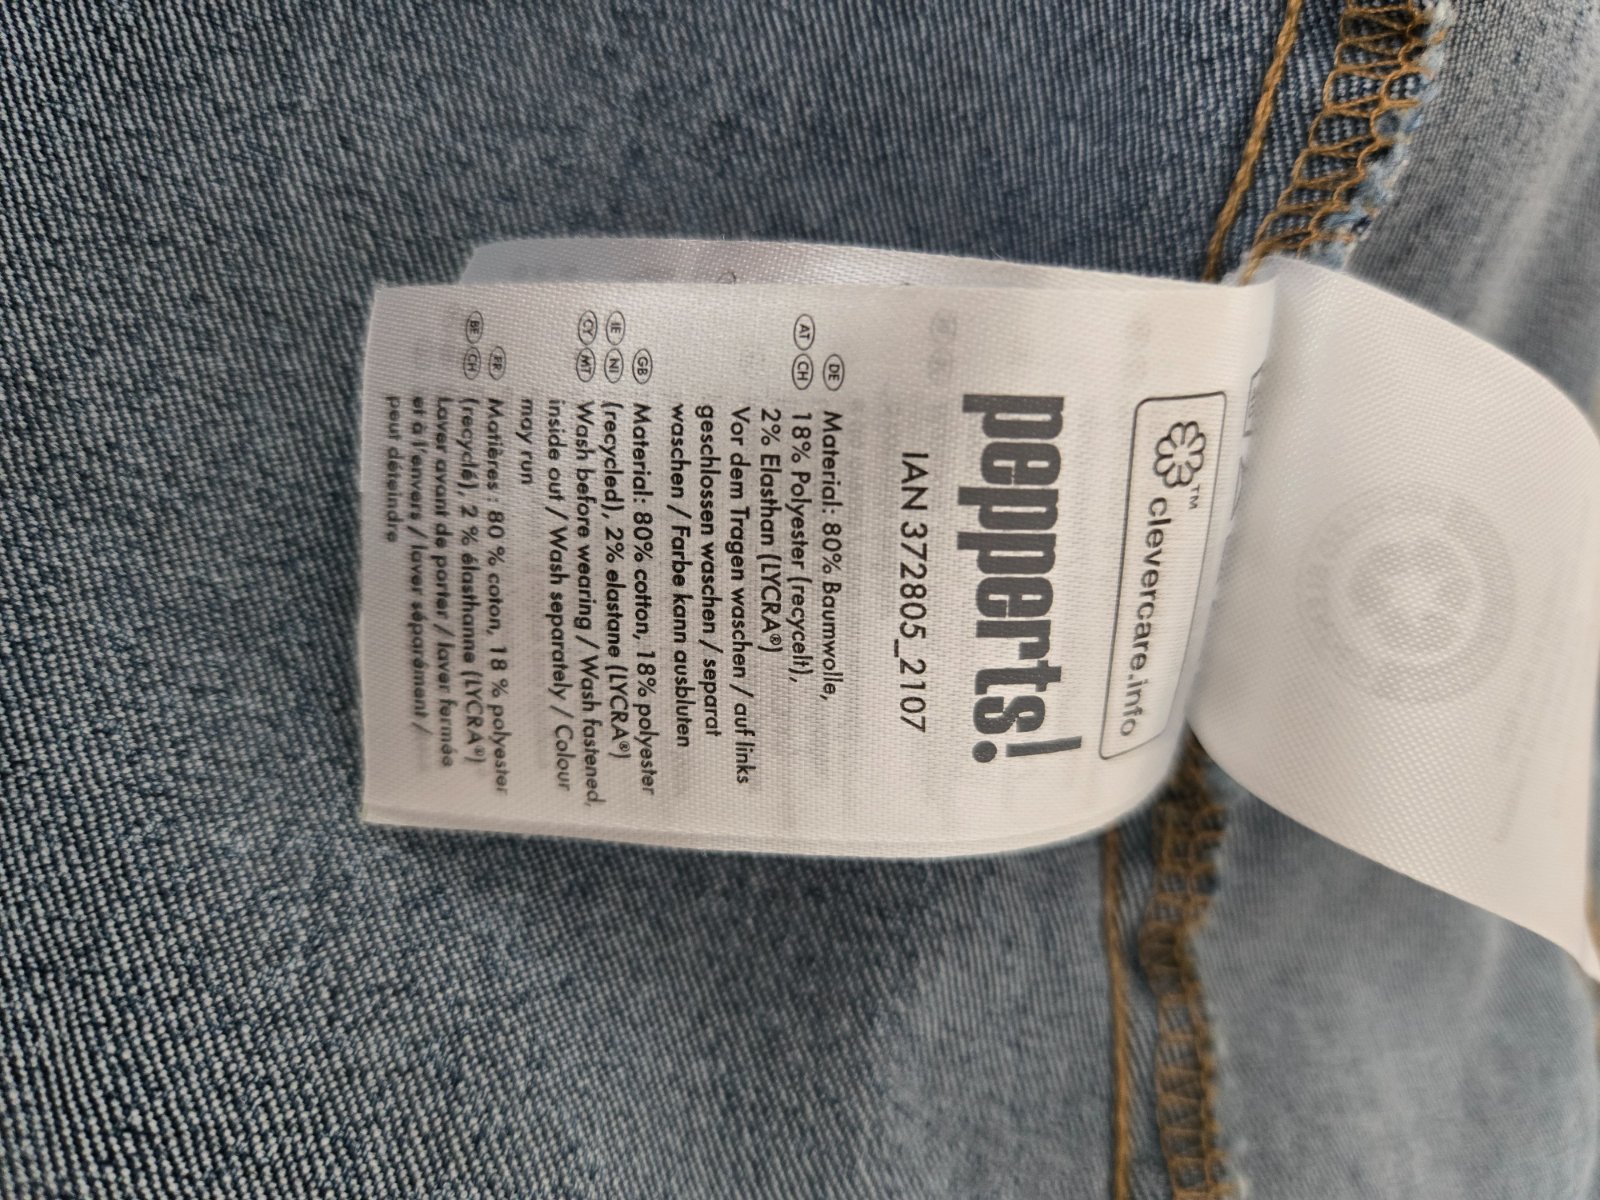 clevercare.info
pepperts!
IAN 372805_2107
DE Material: 80% Baumwolle,
AT CH 18% Polyester (recycelt),
2% Elasthan (LYCRA®)
Vor dem Tragen waschen / auf links
geschlossen waschen / separat
waschen / Farbe kann ausbluten
GB Material: 80% cotton, 18% polyester
IE NI (recycled), 2% elastane (LYCRA®)
CY MT Wash before wearing / Wash fastened,
inside out / Wash separately / Colour
may run
FR Matières : 80 % coton, 18 % polyester
BE CH (recyclé), 2 % élasthanne (LYCRA®)
Laver avant de porter / laver fermée
et à l'envers / laver séparément /
peut déteindre